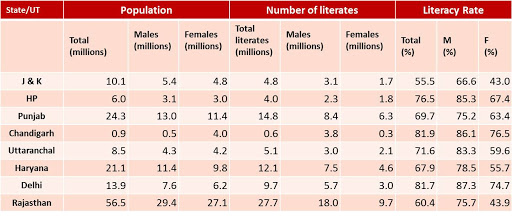 State/UT Population Number of literates Literacy Rate
Total (millions) Males (millions) Females (millions) Total literates (millions) Males (millions) Females (millions) Total (%) M (%) F (%)
J & K 10.1 5.4 4.8 4.8 3.1 1.7 55.5 66.6 43.0
HP 6.0 3.1 3.0 4.0 2.3 1.8 76.5 85.3 67.4
Punjab 24.3 13.0 11.4 14.8 8.4 6.3 69.7 75.2 63.4
Chandigarh 0.9 0.5 4.0 0.6 3.8 0.3 81.9 86.1 76.5
Uttaranchal 8.5 4.3 4.2 5.1 3.0 2.1 71.6 83.3 59.6
Haryana 21.1 11.4 9.8 12.1 7.5 4.6 67.9 78.5 55.7
Delhi 13.9 7.6 6.2 9.7 5.7 3.0 81.7 87.3 74.7
Rajasthan 56.5 29.4 27.1 27.7 18.0 9.7 60.4 75.7 43.9